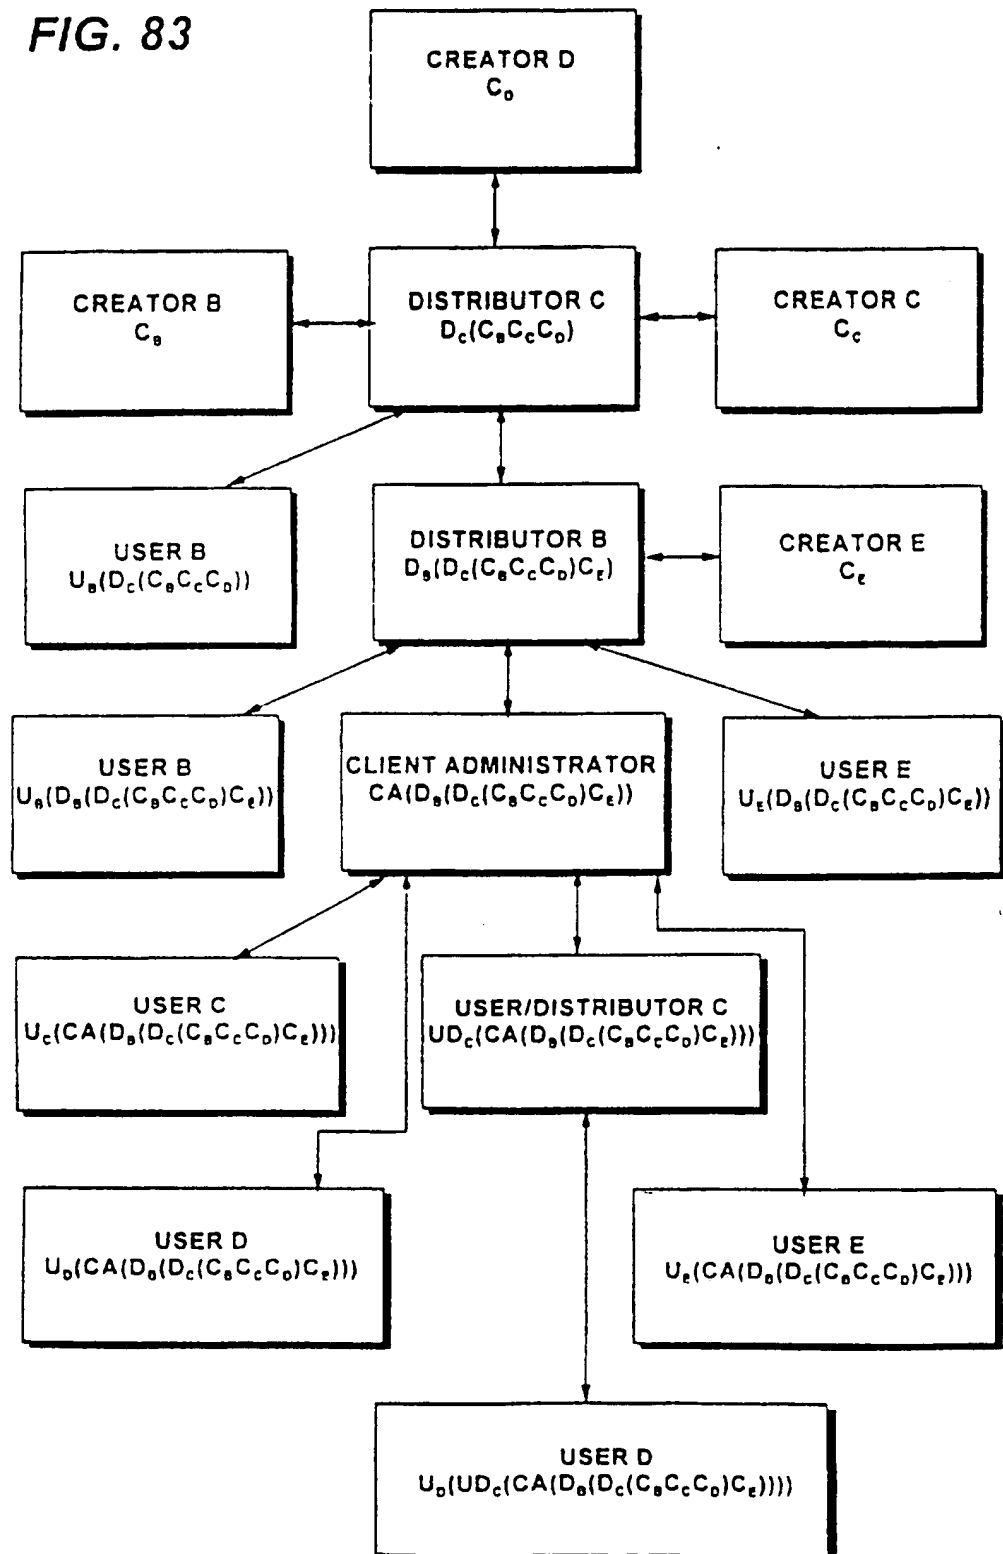 FIG. 83
CREATOR D
C_D
CREATOR B
C_B
DISTRIBUTOR C
D_C(C_BC_CC_D)
CREATOR C
C_C
USER B
U_B(D_C(C_BC_CC_D))
DISTRIBUTOR B
D_B(D_C(C_BC_CC_D)C_E)
CREATOR E
C_E
USER B
U_B(D_B(D_C(C_BC_CC_D)C_E))
CLIENT ADMINISTRATOR
CA(D_B(D_C(C_BC_CC_D)C_E))
USER E
U_E(D_B(D_C(C_BC_CC_D)C_E))
USER C
U_C(CA(D_B(D_C(C_BC_CC_D)C_E)))
USER/DISTRIBUTOR C
UD_C(CA(D_B(D_C(C_BC_CC_D)C_E)))
USER D
U_D(CA(D_B(D_C(C_BC_CC_D)C_E)))
USER E
U_E(CA(D_B(D_C(C_BC_CC_D)C_E)))
USER D
U_D(UD_C(CA(D_B(D_C(C_BC_CC_D)C_E))))